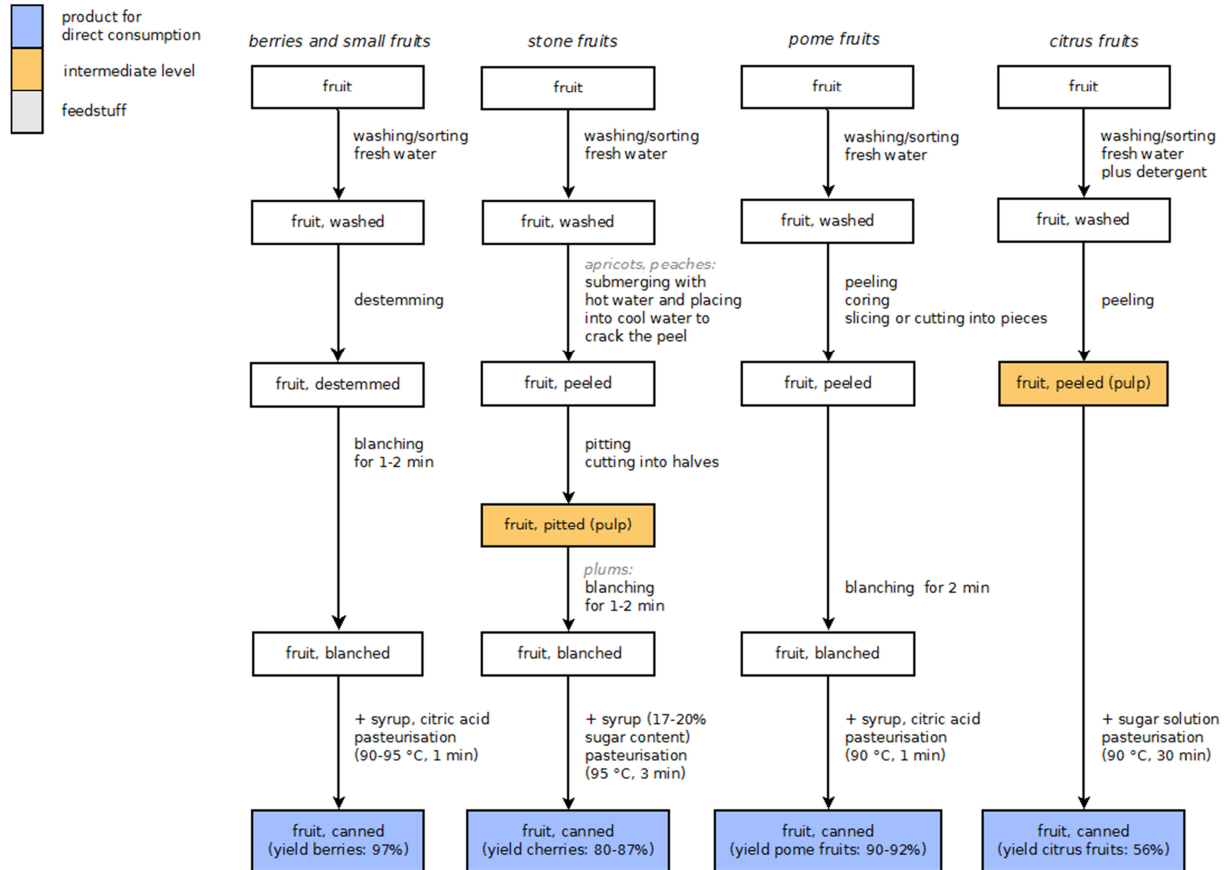 product for
direct consumption
intermediate level
feedstuff
berries and small fruits
fruit
washing/sorting
fresh water
fruit, washed
destemming
fruit, destemmed
blanching
for 1-2 min
fruit, blanched
+ syrup, citric acid
pasteurisation
(90-95 °C, 1 min)
fruit, canned
(yield berries: 97%)
stone fruits
fruit
washing/sorting
fresh water
fruit, washed
apricots, peaches:
submerging with
hot water and placing
into cool water to
crack the peel
fruit, peeled
pitting
cutting into halves
fruit, pitted (pulp)
plums:
blanching
for 1-2 min
fruit, blanched
+ syrup (17-20%
sugar content)
pasteurisation
(95 °C, 3 min)
fruit, canned
(yield cherries: 80-87%)
pome fruits
fruit
washing/sorting
fresh water
fruit, washed
peeling
coring
slicing or cutting into pieces
fruit, peeled
blanching for 2 min
fruit, blanched
+ syrup, citric acid
pasteurisation
(90 °C, 1 min)
fruit, canned
(yield pome fruits: 90-92%)
citrus fruits
fruit
washing/sorting
fresh water
plus detergent
fruit, washed
peeling
fruit, peeled (pulp)
+ sugar solution
pasteurisation
(90 °C, 30 min)
fruit, canned
(yield citrus fruits: 56%)